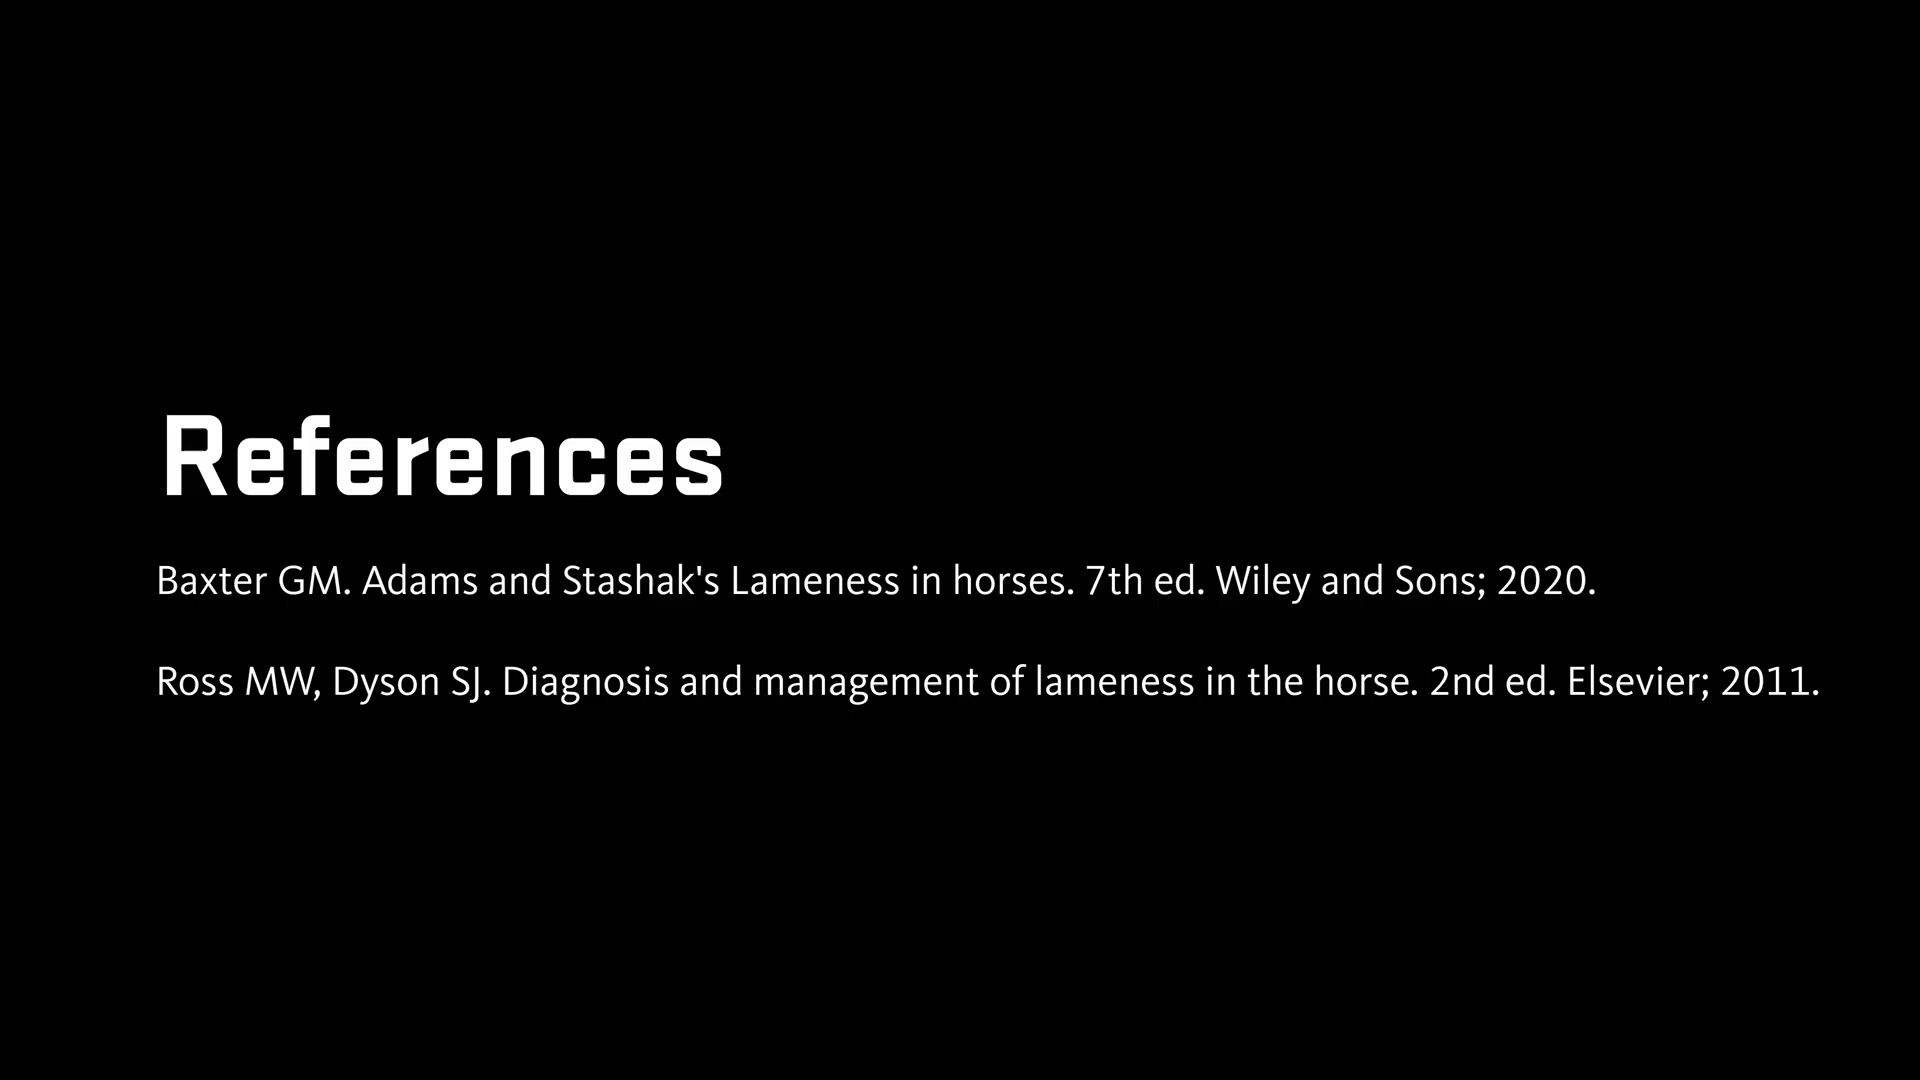 References
Baxter GM. Adams and Stashak's Lameness in horses. 7th ed. Wiley and Sons; 2020.
Ross MW, Dyson SJ. Diagnosis and management of lameness in the horse. 2nd ed. Elsevier; 2011.